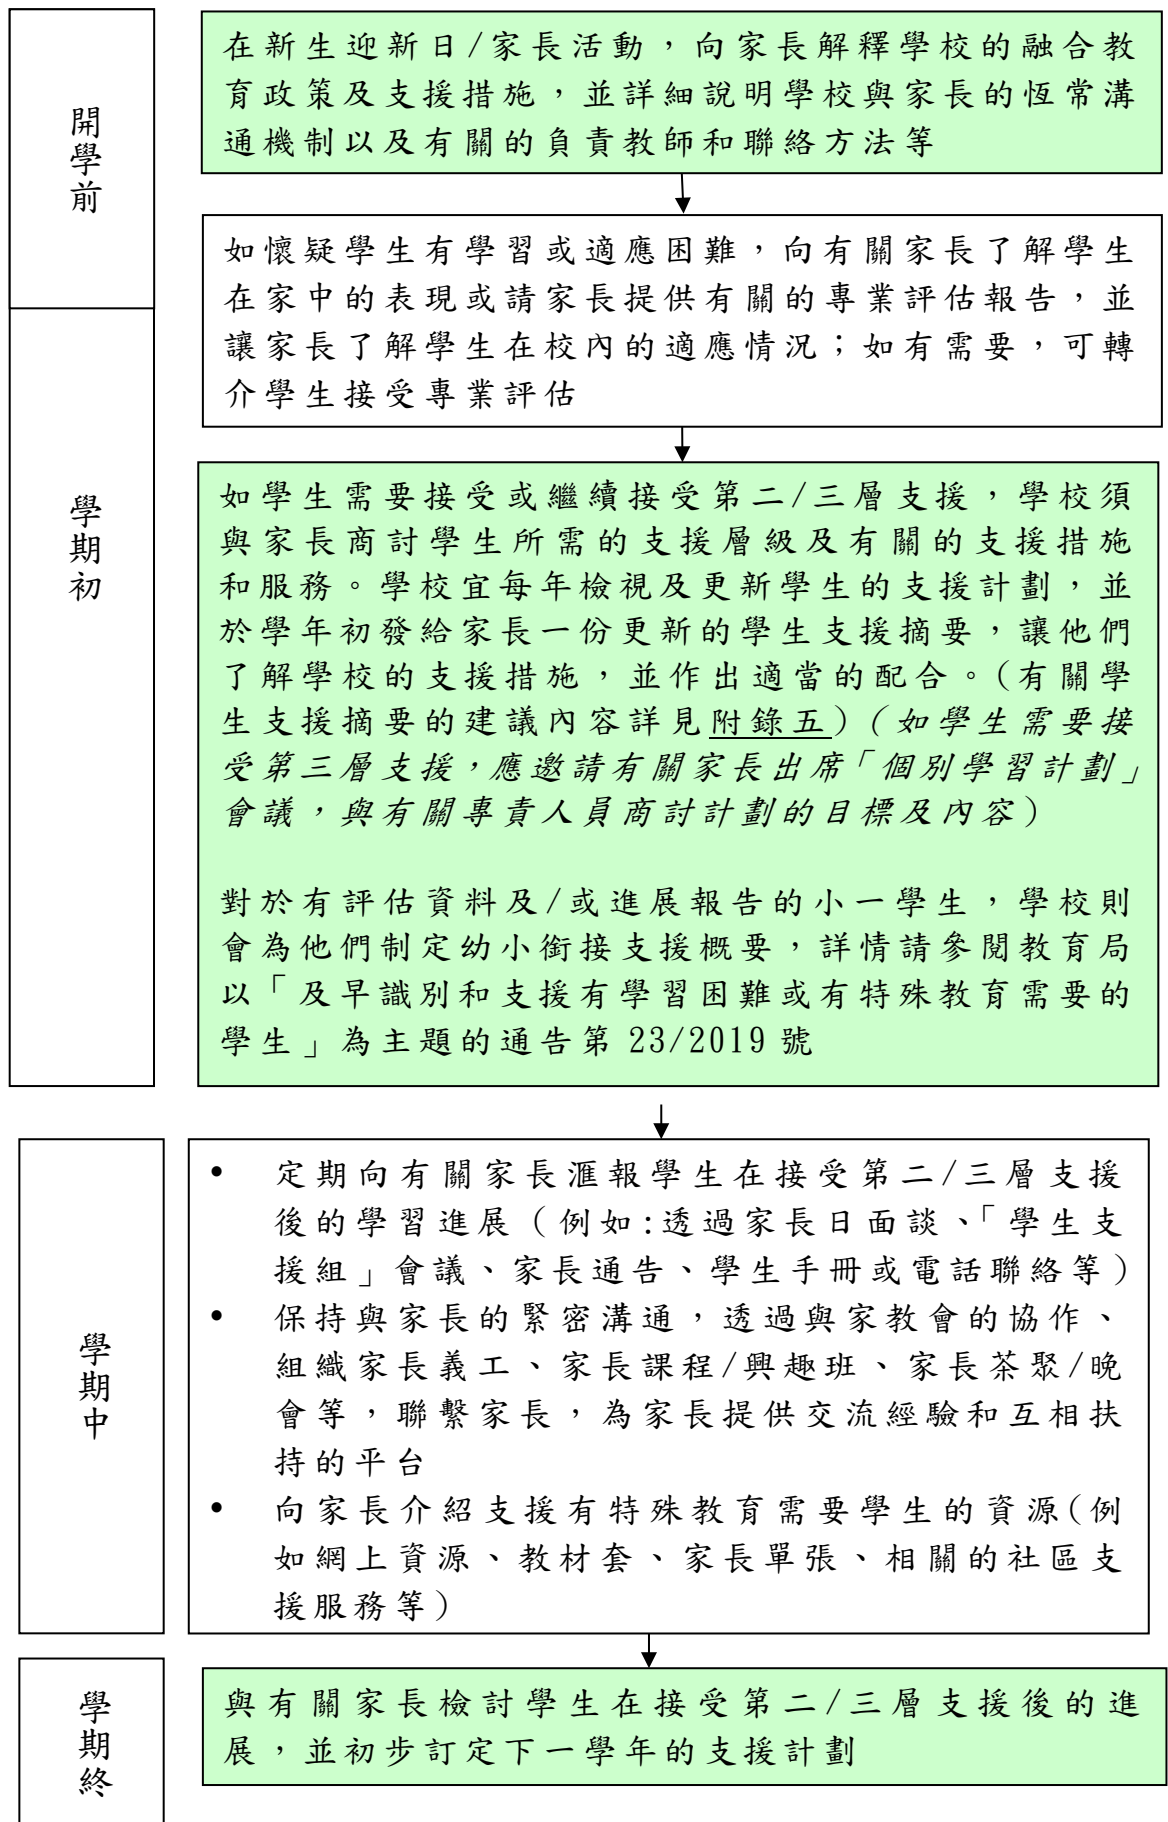 開學前
在新生迎新日/家長活動，向家長解釋學校的融合教
育政策及支援措施，並詳細說明學校與家長的恆常溝
通機制以及有關的負責教師和聯絡方法等
如懷疑學生有學習或適應困難，向有關家長了解學生
在家中的表現或請家長提供有關的專業評估報告，並
讓家長了解學生在校內的適應情況；如有需要，可轉
介學生接受專業評估
學期初
如學生需要接受或繼續接受第二/三層支援，學校須
與家長商討學生所需的支援層級及有關的支援措施
和服務。學校宜每年檢視及更新學生的支援計劃，並
於學年初發給家長一份更新的學生支援摘要，讓他們
了解學校的支援措施，並作出適當的配合。(有關學
生支援摘要的建議內容詳見附錄五)（如學生需要接
受第三層支援，應邀請有關家長出席「個別學習計劃」
會議，與有關專責人員商討計劃的目標及內容）
對於有評估資料及/或進展報告的小一學生，學校則
會為他們制定幼小銜接支援概要，詳情請參閱教育局
以「及早識別和支援有學習困難或有特殊教育需要的
學生」為主題的通告第 23/2019 號
學期中
• 定期向有關家長滙報學生在接受第二/三層支援
後的學習進展（例如:透過家長日面談、「學生支
援組」會議、家長通告、學生手冊或電話聯絡等）
• 保持與家長的緊密溝通，透過與家教會的協作、
組織家長義工、家長課程/興趣班、家長茶聚/晚
會等，聯繫家長，為家長提供交流經驗和互相扶
持的平台
• 向家長介紹支援有特殊教育需要學生的資源(例
如網上資源、教材套、家長單張、相關的社區支
援服務等)
學期終
與有關家長檢討學生在接受第二/三層支援後的進
展，並初步訂定下一學年的支援計劃